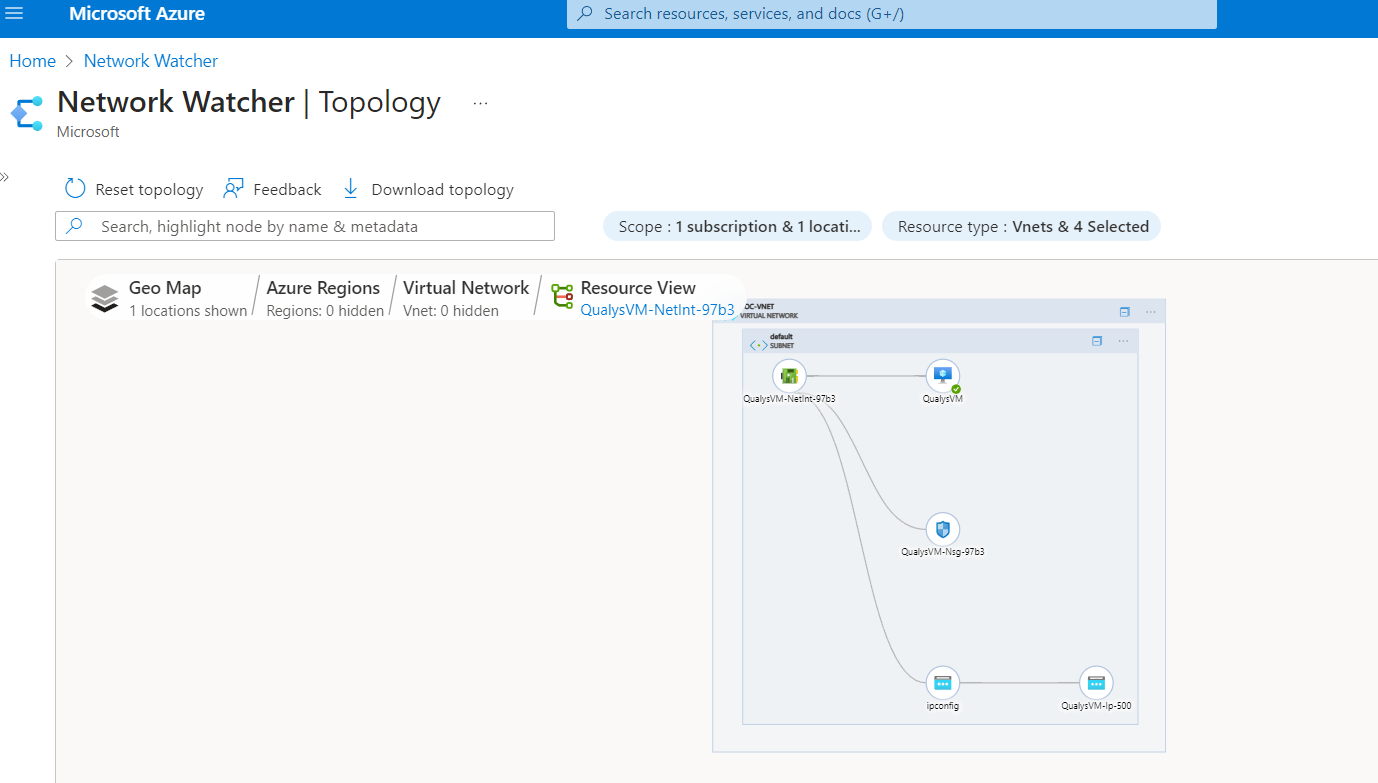 Microsoft Azure
Search resources, services, and docs (G+/)
Home > Network Watcher
Network Watcher | Topology ...
Microsoft
Reset topology Feedback Download topology
Search, highlight node by name & metadata
Scope : 1 subscription & 1 locati...
Resource type : Vnets & 4 Selected
Geo Map
1 locations shown
Azure Regions
Regions: 0 hidden
Virtual Network
Vnet: 0 hidden
Resource View
QualysVM-NetInt-97b3
VIRTUAL NETWORK
default
SUBNET
QualysVM-NetInt-97b3
QualysVM
QualysVM-Nsg-97b3
ipconfig
QualysVM-Ip-500